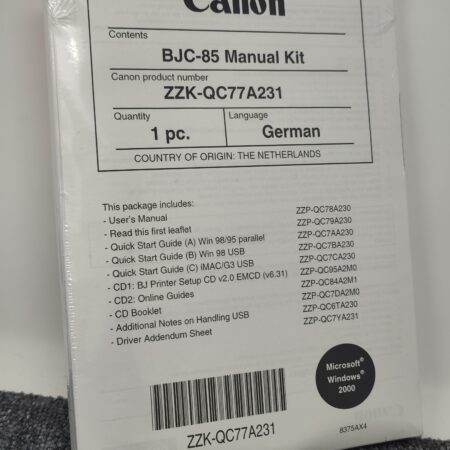 Canon
Contents
BJC-85 Manual Kit
Canon product number
ZZK-QC77A231
Quantity
Language
1 pc.
German
COUNTRY OF ORIGIN: THE NETHERLANDS
This package includes:
- User's Manual ZZP-QC78A230
- Read this first leaflet ZZP-QC79A230
- Quick Start Guide (A) Win 98/95 parallel ZZP-QC7AA230
- Quick Start Guide (B) Win 98 USB ZZP-QC7BA230
- Quick Start Guide (C) iMAC/G3 USB ZZP-QC7CA230
- CD1: BJ Printer Setup CD v2.0 EMCD (v6.31) ZZP-QC95A2M0
- CD2: Online Guides ZZP-QC84A2M1
- CD Booklet ZZP-QC7DA2M0
- Additional Notes on Handling USB ZZP-QC6TA230
- Driver Addendum Sheet ZZP-QC7YA231
Microsoft®
Windows®
2000
ZZK-QC77A231
8375AX4